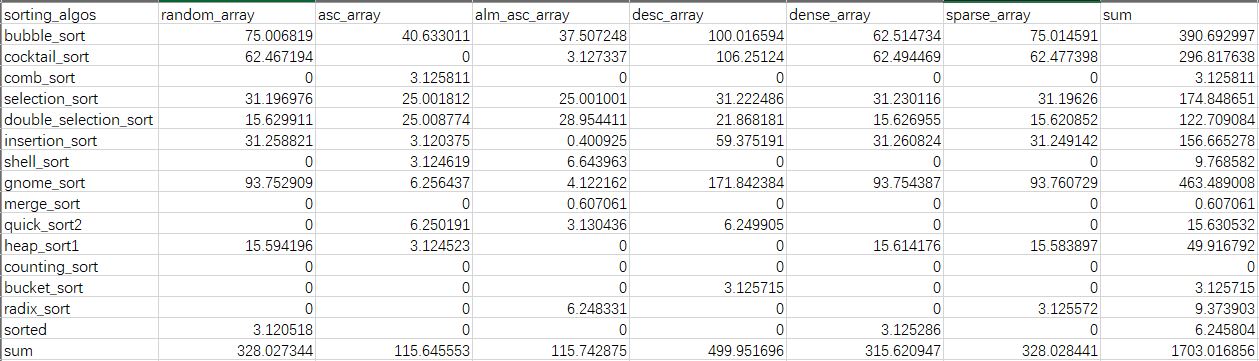 sorting_algos random_array asc_array alm_asc_array desc_array dense_array sparse_array sum
bubble_sort 75.006819 40.633011 37.507248 100.016594 62.514734 75.014591 390.692997
cocktail_sort 62.467194 0 3.127337 106.25124 62.494469 62.477398 296.817638
comb_sort 0 3.125811 0 0 0 0 3.125811
selection_sort 31.196976 25.001812 25.001001 31.222486 31.230116 31.19626 174.848651
double_selection_sort 15.629911 25.008774 28.954411 21.868181 15.626955 15.620852 122.709084
insertion_sort 31.258821 3.120375 0.400925 59.375191 31.260824 31.249142 156.665278
shell_sort 0 3.124619 6.643963 0 0 0 9.768582
gnome_sort 93.752909 6.256437 4.122162 171.842384 93.754387 93.760729 463.489008
merge_sort 0 0 0.607061 0 0 0 0.607061
quick_sort2 0 6.250191 3.130436 6.249905 0 0 15.630532
heap_sort1 15.594196 3.124523 0 0 15.614176 15.583897 49.916792
counting_sort 0 0 0 0 0 0 0
bucket_sort 0 0 0 3.125715 0 0 3.125715
radix_sort 0 0 6.248331 0 0 3.125572 9.373903
sorted 3.120518 0 0 0 3.125286 0 6.245804
sum 328.027344 115.645553 115.742875 499.951696 315.620947 328.028441 1703.016856